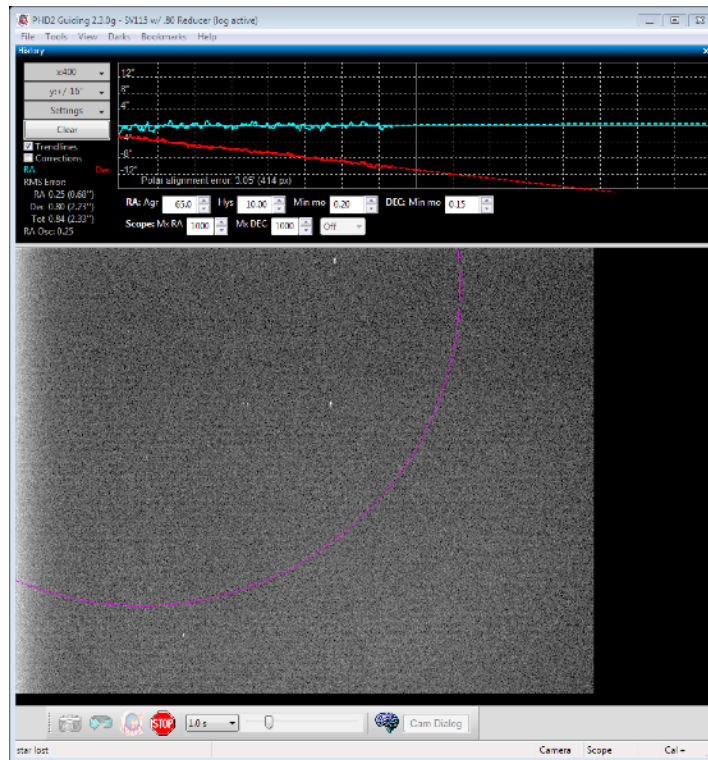 PHD2 Guiding 2.3.0g - SV115 w/ .80 Reducer (log active)
File Tools View Darks Bookmarks Help
History
x:400
y:+/-16"
Settings
Clear
Trendlines
Corrections
RA Dec
RMS Error:
RA 0.25 (0.68")
Dec 0.80 (2.23")
Tot 0.84 (2.33")
RA Osc: 0.25
12"
8"
4"
-4"
-8"
-12"
Polar alignment error: 3.05' (414 px)
RA: Agr 65.0 Hys 10.00 Min mo 0.20 DEC: Min mo 0.15
Scope: Mx RA 1000 Mx DEC 1000 Off
STOP 1.0 s Cam Dialog
star lost Camera Scope Cal +